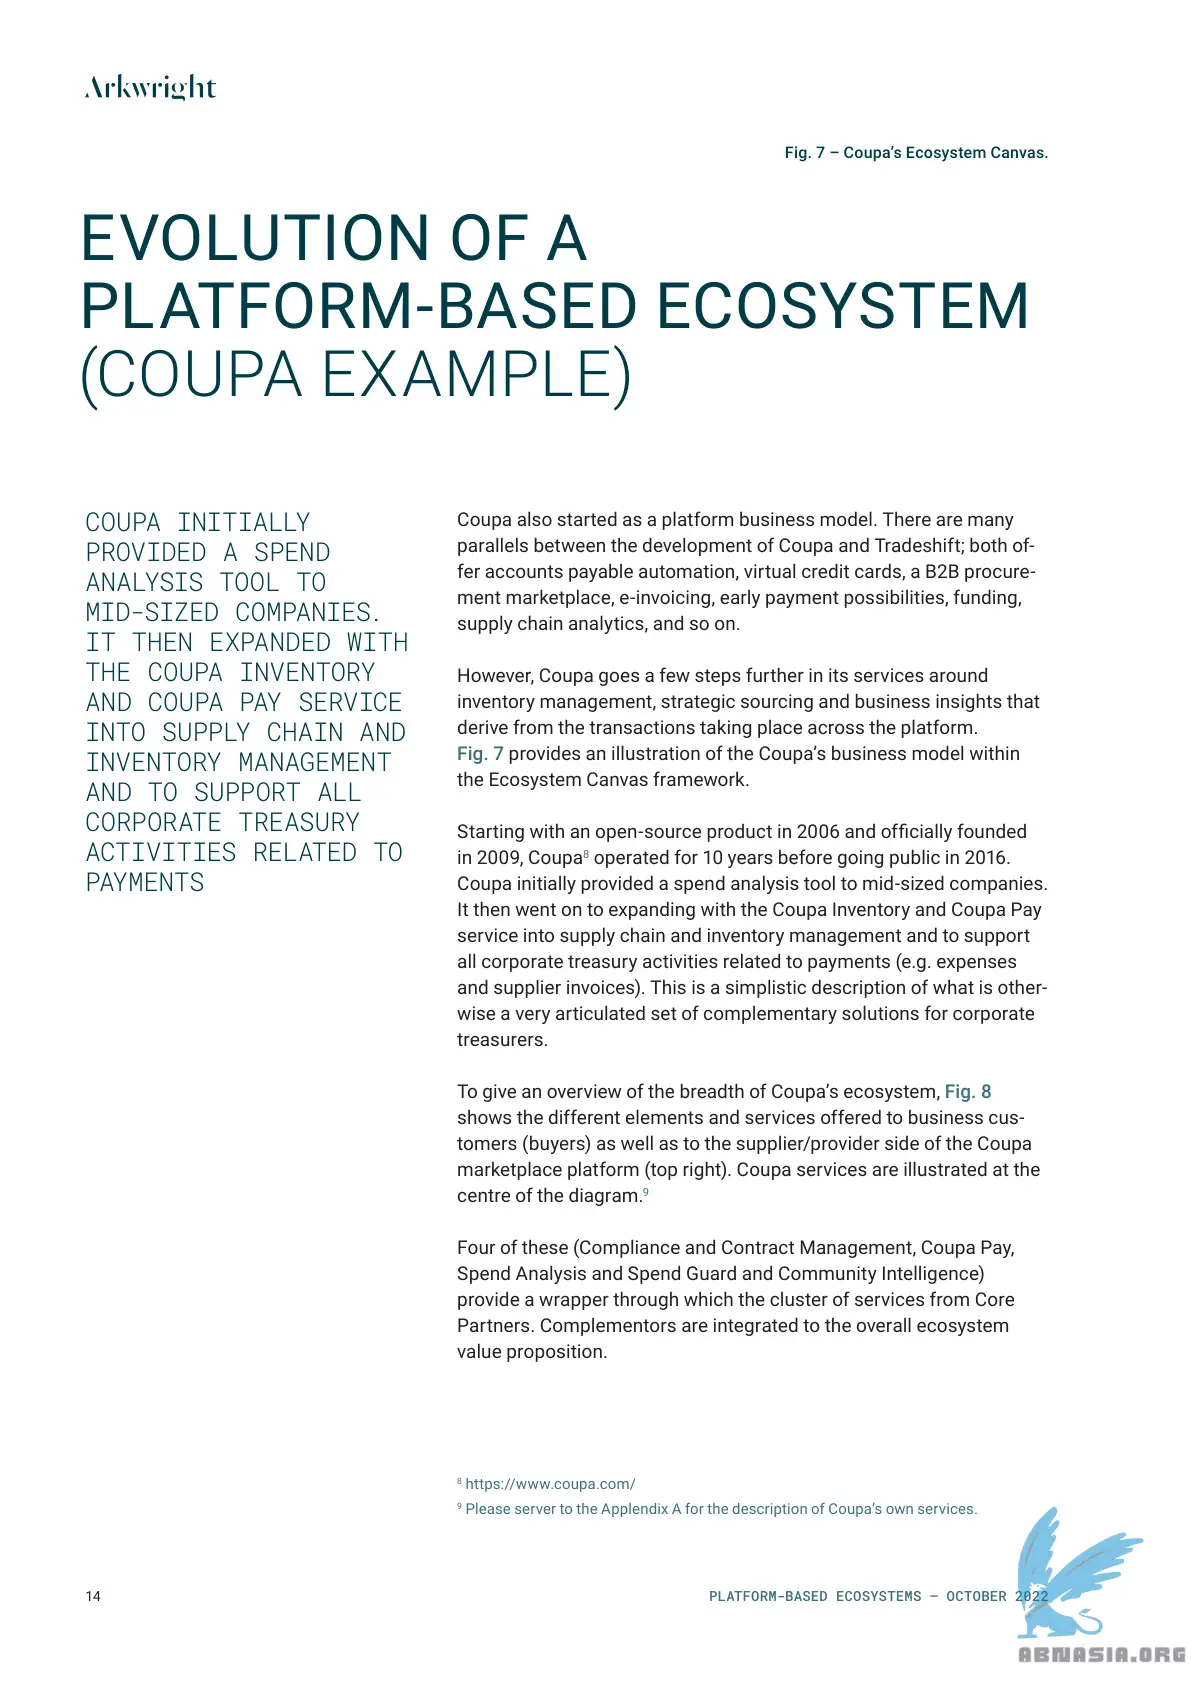 Arkwright
Fig. 7 – Coupa's Ecosystem Canvas.
EVOLUTION OF A
PLATFORM-BASED ECOSYSTEM
(COUPA EXAMPLE)
COUPA INITIALLY
PROVIDED A SPEND
ANALYSIS TOOL TO
MID-SIZED COMPANIES.
IT THEN EXPANDED WITH
THE COUPA INVENTORY
AND COUPA PAY SERVICE
INTO SUPPLY CHAIN AND
INVENTORY MANAGEMENT
AND TO SUPPORT ALL
CORPORATE TREASURY
ACTIVITIES RELATED TO
PAYMENTS
Coupa also started as a platform business model. There are many
parallels between the development of Coupa and Tradeshift; both of-
fer accounts payable automation, virtual credit cards, a B2B procure-
ment marketplace, e-invoicing, early payment possibilities, funding,
supply chain analytics, and so on.
However, Coupa goes a few steps further in its services around
inventory management, strategic sourcing and business insights that
derive from the transactions taking place across the platform.
Fig. 7 provides an illustration of the Coupa's business model within
the Ecosystem Canvas framework.
Starting with an open-source product in 2006 and officially founded
in 2009, Coupa⁸ operated for 10 years before going public in 2016.
Coupa initially provided a spend analysis tool to mid-sized companies.
It then went on to expanding with the Coupa Inventory and Coupa Pay
service into supply chain and inventory management and to support
all corporate treasury activities related to payments (e.g. expenses
and supplier invoices). This is a simplistic description of what is other-
wise a very articulated set of complementary solutions for corporate
treasurers.
To give an overview of the breadth of Coupa's ecosystem, Fig. 8
shows the different elements and services offered to business cus-
tomers (buyers) as well as to the supplier/provider side of the Coupa
marketplace platform (top right). Coupa services are illustrated at the
centre of the diagram.⁹
Four of these (Compliance and Contract Management, Coupa Pay,
Spend Analysis and Spend Guard and Community Intelligence)
provide a wrapper through which the cluster of services from Core
Partners. Complementors are integrated to the overall ecosystem
value proposition.
⁸ https://www.coupa.com/
⁹ Please server to the Applendix A for the description of Coupa's own services.
14
PLATFORM-BASED ECOSYSTEMS – OCTOBER 2022
ABNASIA.ORG